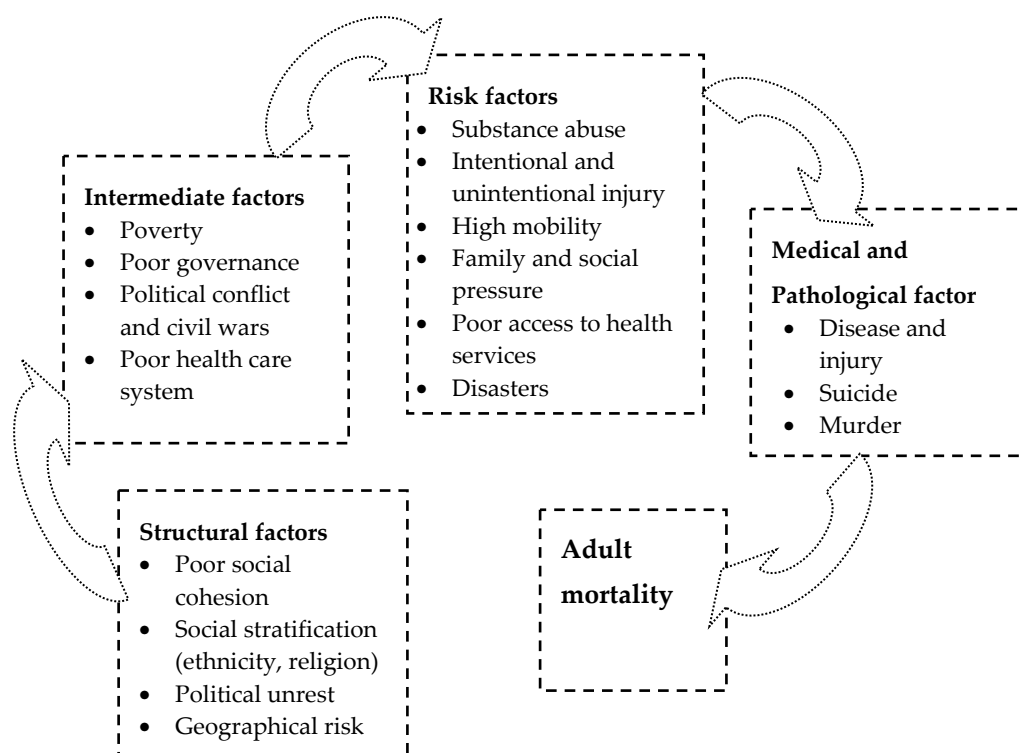 Risk factors
• Substance abuse
• Intentional and
unintentional injury
• High mobility
• Family and social
pressure
• Poor access to health
services
• Disasters
Intermediate factors
• Poverty
• Poor governance
• Political conflict
and civil wars
• Poor health care
system
Medical and
Pathological factor
• Disease and
injury
• Suicide
• Murder
Structural factors
• Poor social
cohesion
• Social stratification
(ethnicity, religion)
• Political unrest
• Geographical risk
Adult
mortality